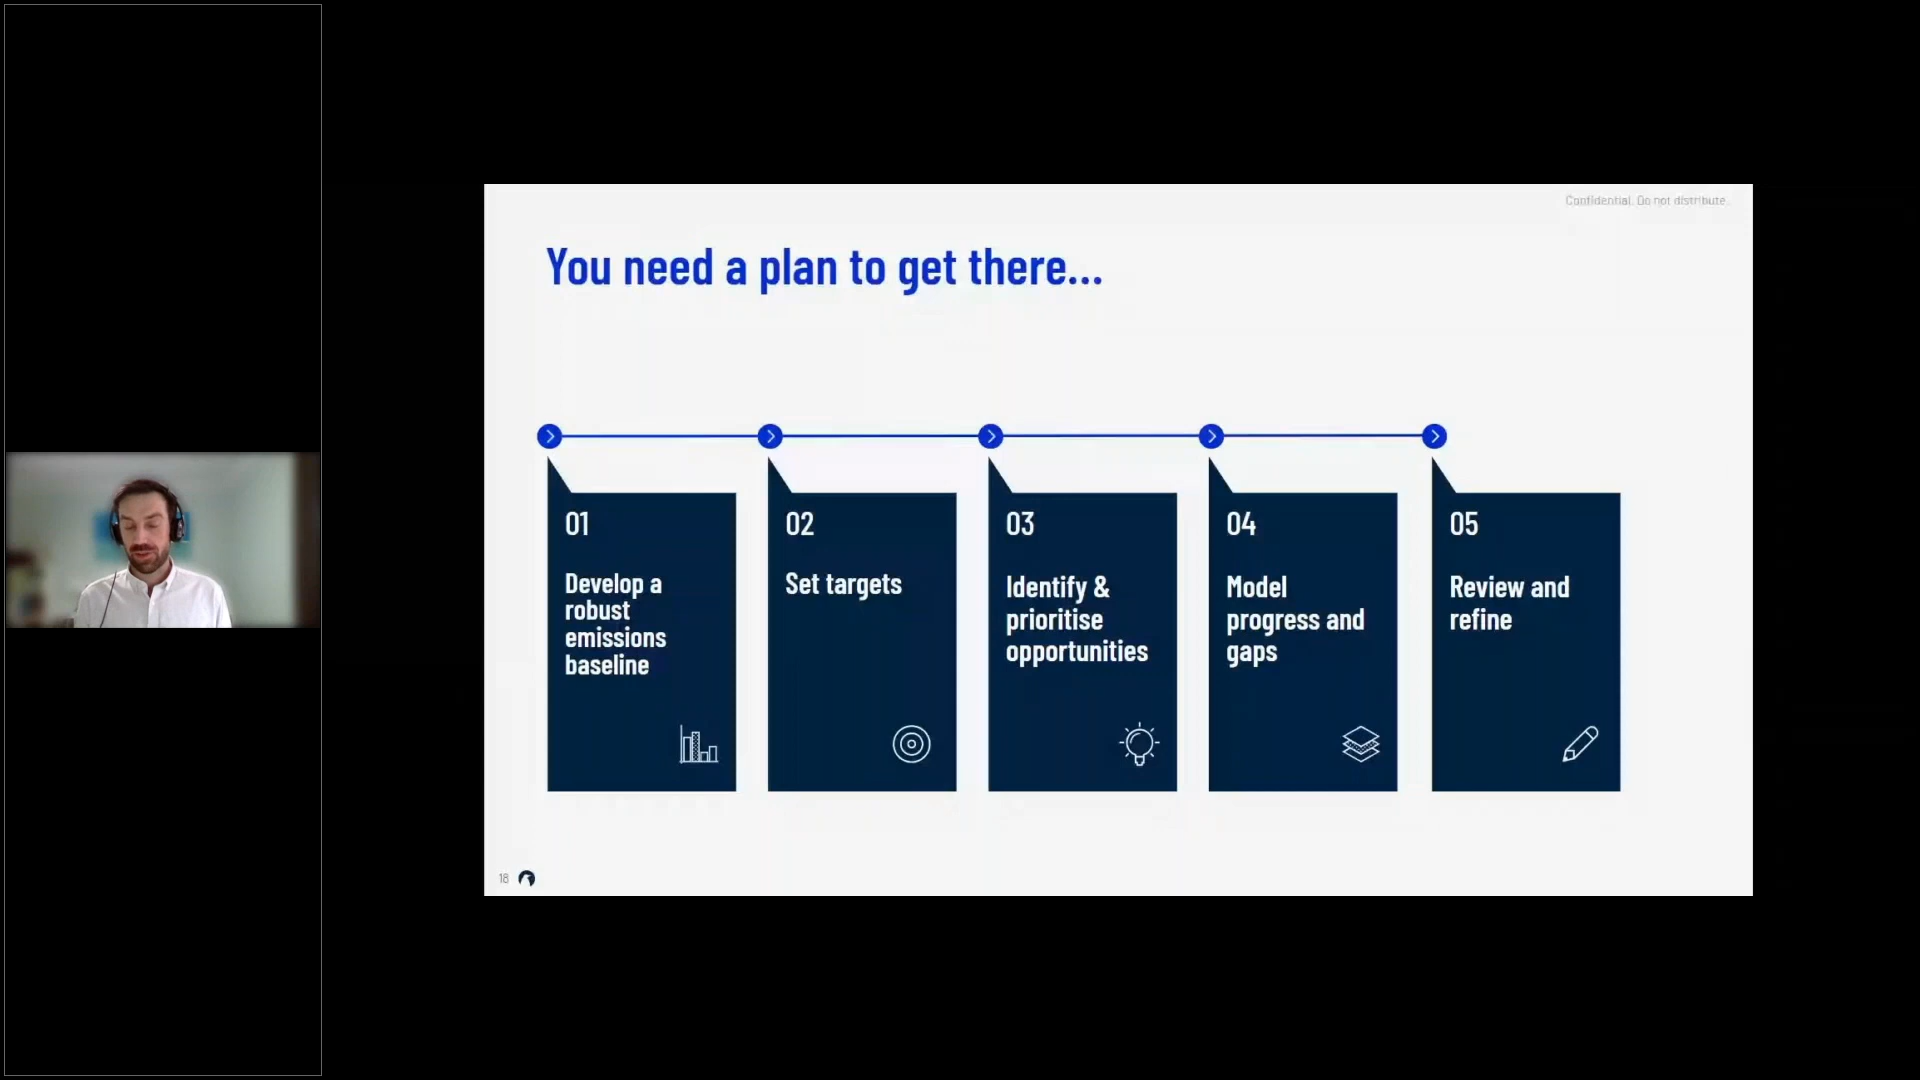 Confidential. Do not distribute.
You need a plan to get there...
01
Develop a
robust
emissions
baseline
02
Set targets
03
Identify &
prioritise
opportunities
04
Model
progress and
gaps
05
Review and
refine
18